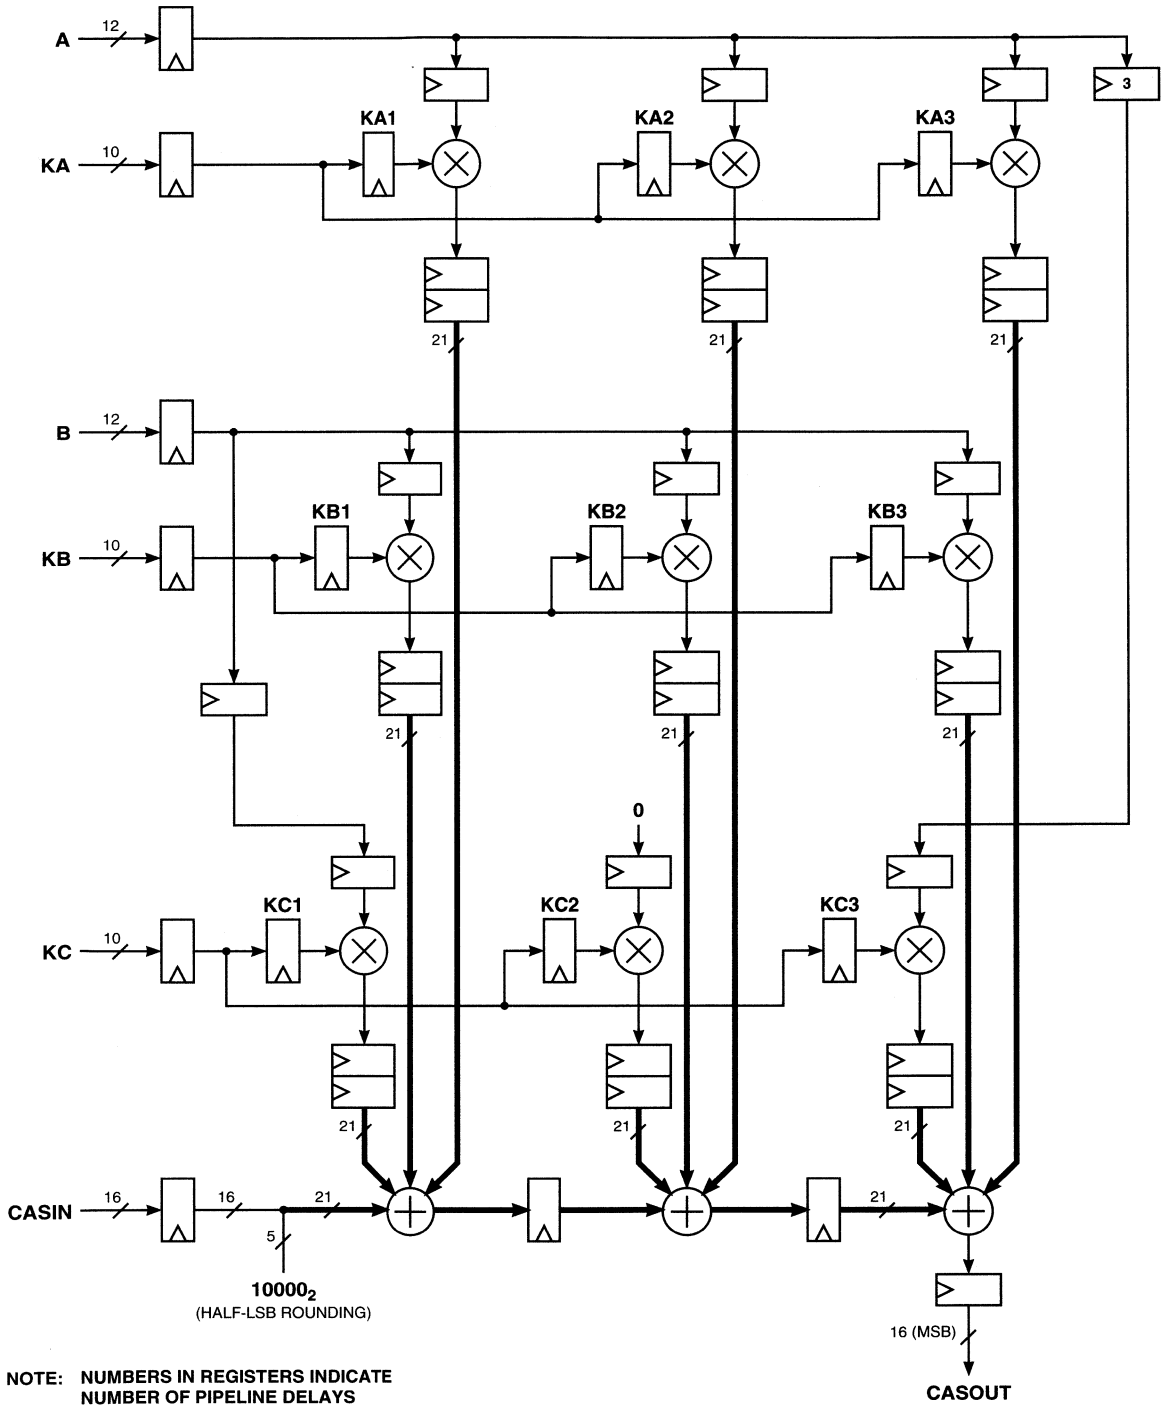 A 12
3
KA 10 KA1 KA2 KA3
21 21 21
B 12
KB 10 KB1 KB2 KB3
21 21 21
0
KC 10 KC1 KC2 KC3
21 21 21
CASIN 16 16 21 21
5
10000₂
(HALF-LSB ROUNDING)
16 (MSB)
CASOUT
NOTE: NUMBERS IN REGISTERS INDICATE
NUMBER OF PIPELINE DELAYS